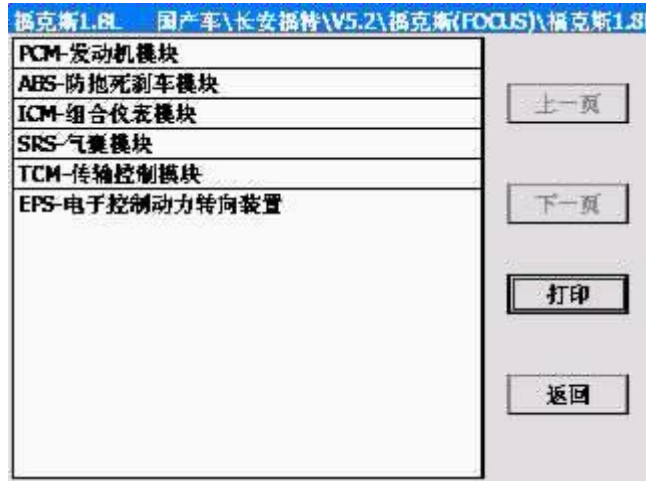 福克斯1.8L 国产车\长安福特\V5.2\福克斯(FOCUS)\福克斯1.8
PCM-发动机模块
ABS-防抱死刹车模块
ICM-组合仪表模块
SRS-气囊模块
TCM-传输控制模块
EPS-电子控制动力转向装置
上一页
下一页
打印
返回